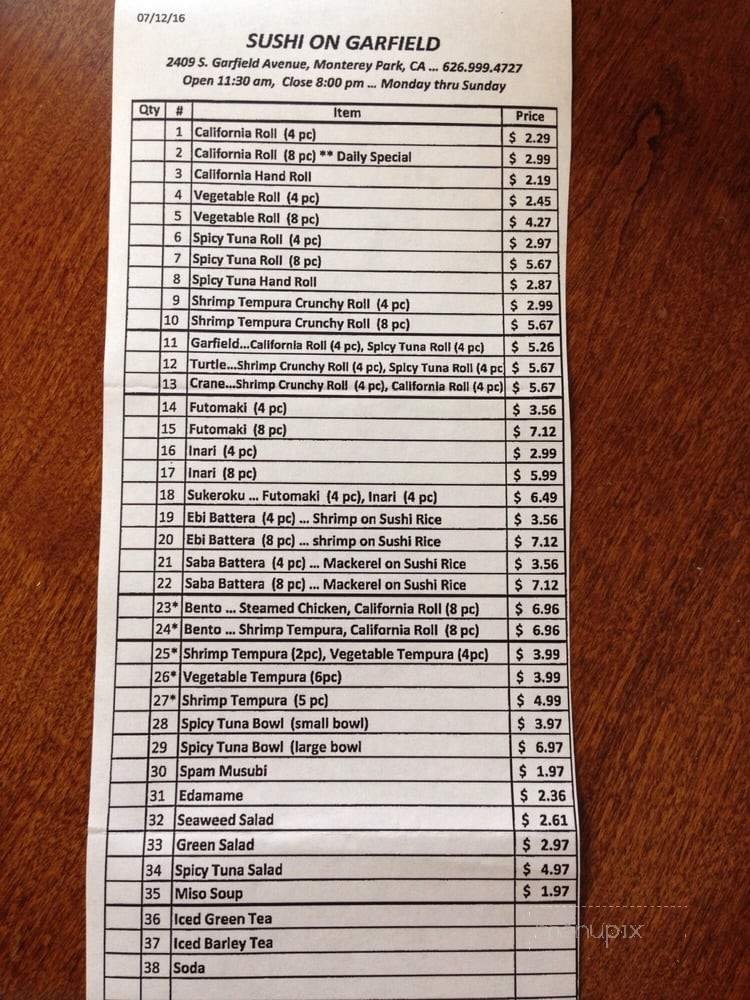 07/12/16
SUSHI ON GARFIELD
2409 S. Garfield Avenue, Monterey Park, CA ... 626.999.4727
Open 11:30 am, Close 8:00 pm ... Monday thru Sunday
Qty # Item Price
1 California Roll (4 pc) $ 2.29
2 California Roll (8 pc) ** Daily Special $ 2.99
3 California Hand Roll $ 2.19
4 Vegetable Roll (4 pc) $ 2.45
5 Vegetable Roll (8 pc) $ 4.27
6 Spicy Tuna Roll (4 pc) $ 2.97
7 Spicy Tuna Roll (8 pc) $ 5.67
8 Spicy Tuna Hand Roll $ 2.87
9 Shrimp Tempura Crunchy Roll (4 pc) $ 2.99
10 Shrimp Tempura Crunchy Roll (8 pc) $ 5.67
11 Garfield...California Roll (4 pc), Spicy Tuna Roll (4 pc) $ 5.26
12 Turtle...Shrimp Crunchy Roll (4 pc), Spicy Tuna Roll (4 pc $ 5.67
13 Crane...Shrimp Crunchy Roll (4 pc), California Roll (4 pc) $ 5.67
14 Futomaki (4 pc) $ 3.56
15 Futomaki (8 pc) $ 7.12
16 Inari (4 pc) $ 2.99
17 Inari (8 pc) $ 5.99
18 Sukeroku ... Futomaki (4 pc), Inari (4 pc) $ 6.49
19 Ebi Battera (4 pc) ... Shrimp on Sushi Rice $ 3.56
20 Ebi Battera (8 pc) ... shrimp on Sushi Rice $ 7.12
21 Saba Battera (4 pc) ... Mackerel on Sushi Rice $ 3.56
22 Saba Battera (8 pc) ... Mackerel on Sushi Rice $ 7.12
23* Bento ... Steamed Chicken, California Roll (8 pc) $ 6.96
24* Bento ... Shrimp Tempura, California Roll (8 pc) $ 6.96
25* Shrimp Tempura (2pc), Vegetable Tempura (4pc) $ 3.99
26* Vegetable Tempura (6pc) $ 3.99
27* Shrimp Tempura (5 pc) $ 4.99
28 Spicy Tuna Bowl (small bowl) $ 3.97
29 Spicy Tuna Bowl (large bowl $ 6.97
30 Spam Musubi $ 1.97
31 Edamame $ 2.36
32 Seaweed Salad $ 2.61
33 Green Salad $ 2.97
34 Spicy Tuna Salad $ 4.97
35 Miso Soup $ 1.97
36 Iced Green Tea
37 Iced Barley Tea
38 Soda
menupix